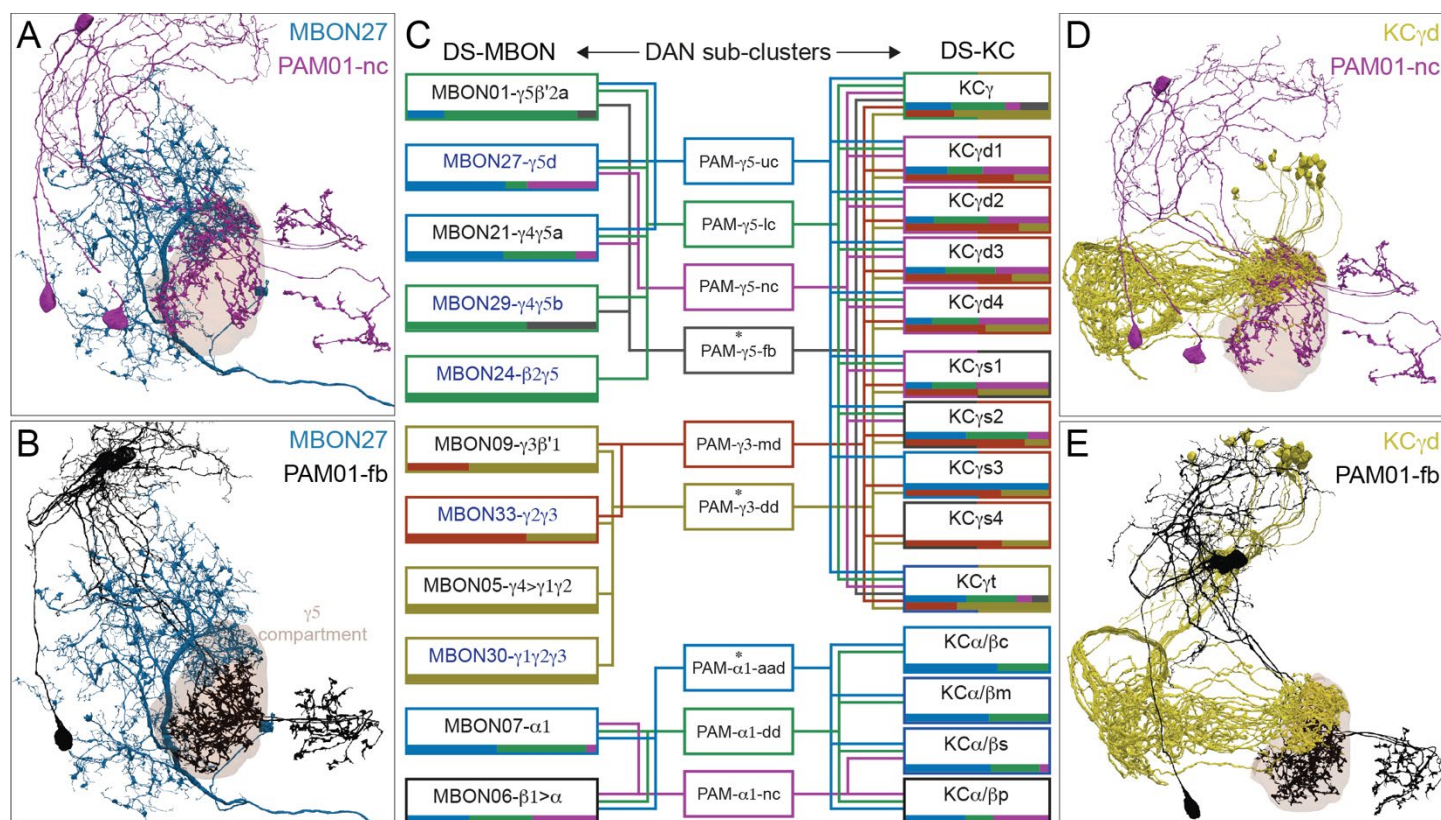 A
MBON27
PAM01-nc
B
MBON27
PAM01-fb
γ5
compartment
C
DS-MBON
DAN sub-clusters
DS-KC
MBON01-γ5β'2a
MBON27-γ5d
MBON21-γ4γ5a
MBON29-γ4γ5b
MBON24-β2γ5
MBON09-γ3β'1
MBON33-γ2γ3
MBON05-γ4>γ1γ2
MBON30-γ1γ2γ3
MBON07-α1
MBON06-β1>α
PAM-γ5-uc
PAM-γ5-lc
PAM-γ5-nc
*
PAM-γ5-fb
PAM-γ3-md
*
PAM-γ3-dd
*
PAM-α1-aad
PAM-α1-dd
PAM-α1-nc
KCγ
KCγd1
KCγd2
KCγd3
KCγd4
KCγs1
KCγs2
KCγs3
KCγs4
KCγt
KCα/βc
KCα/βm
KCα/βs
KCα/βp
D
KCγd
PAM01-nc
E
KCγd
PAM01-fb